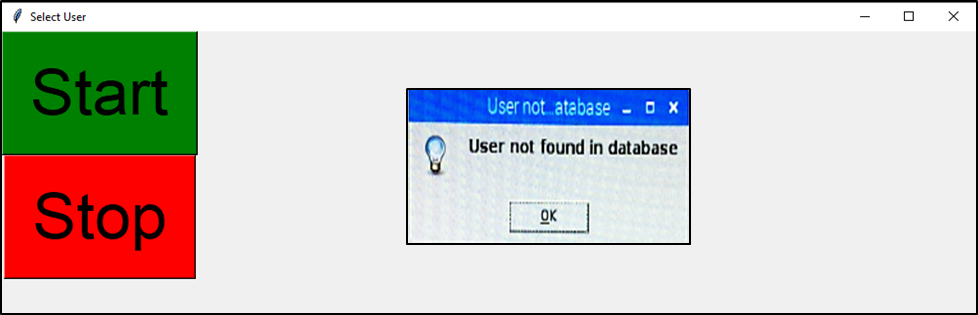 Select User
Start
Stop
User not...atabase
User not found in database
OK